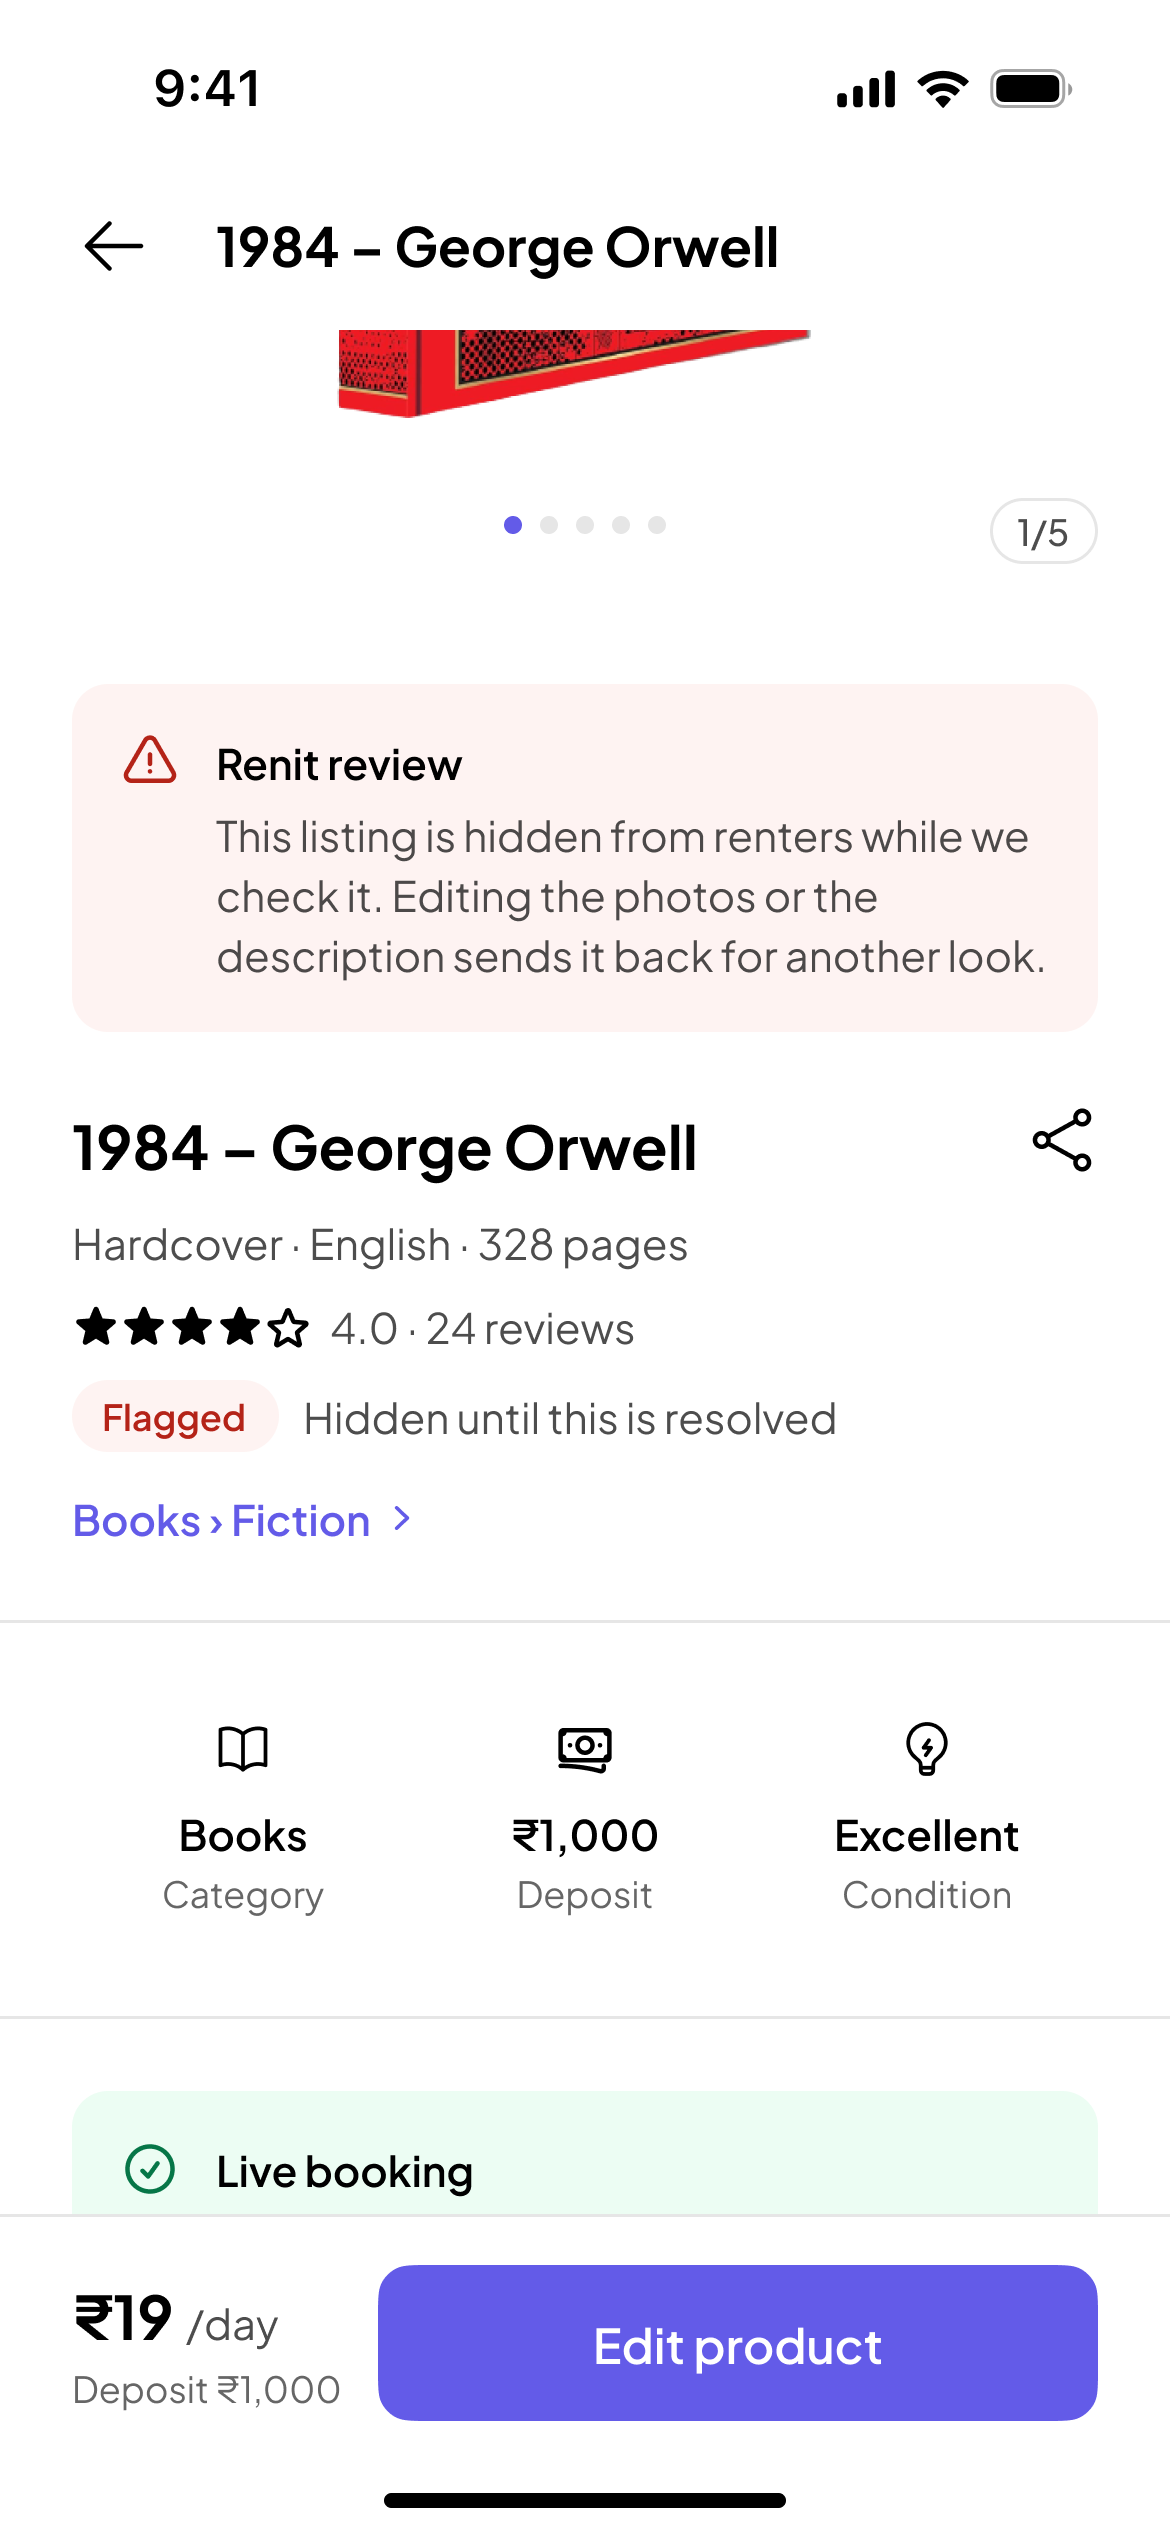 9:41
1984 – George Orwell
1/5
Renit review
This listing is hidden from renters while we
check it. Editing the photos or the
description sends it back for another look.
1984 – George Orwell
Hardcover · English · 328 pages
4.0 · 24 reviews
Flagged Hidden until this is resolved
Books › Fiction
Books ₹1,000 Excellent
Category Deposit Condition
Live booking
₹19 /day
Deposit ₹1,000
Edit product